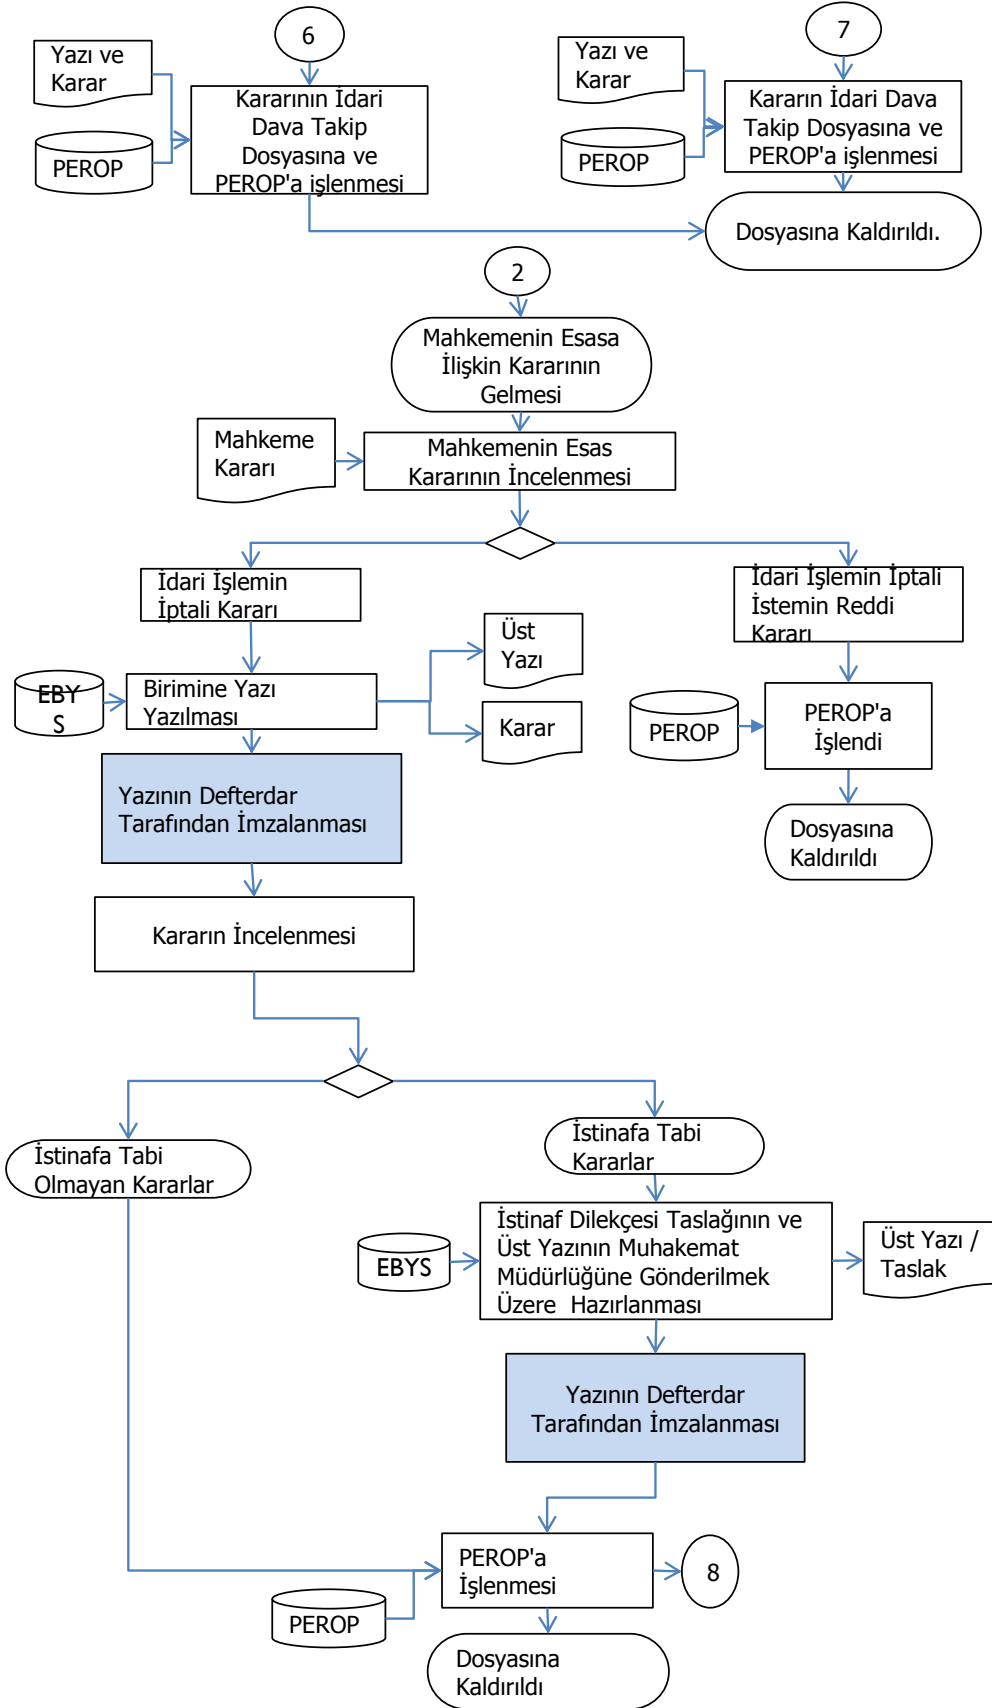 6
7
Yazı ve
Karar
PEROP
Kararının İdari
Dava Takip
Dosyasına ve
PEROP'a işlenmesi
Yazı ve
Karar
PEROP
Kararın İdari Dava
Takip Dosyasına ve
PEROP'a işlenmesi
Dosyasına Kaldırıldı.
2
Mahkemenin Esasa
İlişkin Kararının
Gelmesi
Mahkeme
Kararı
Mahkemenin Esas
Kararının İncelenmesi
İdari İşlemin
İptali Kararı
İdari İşlemin İptali
İstemin Reddi
Kararı
Üst
Yazı
EBY
S
Birimine Yazı
Yazılması
Karar
PEROP
PEROP'a
İşlendi
Yazının Defterdar
Tarafından İmzalanması
Dosyasına
Kaldırıldı
Kararın İncelenmesi
İstinafa Tabi
Olmayan Kararlar
İstinafa Tabi
Kararlar
EBYS
İstinaf Dilekçesi Taslağının ve
Üst Yazının Muhakemat
Müdürlüğüne Gönderilmek
Üzere  Hazırlanması
Üst Yazı /
Taslak
Yazının Defterdar
Tarafından İmzalanması
PEROP'a
İşlenmesi
8
PEROP
Dosyasına
Kaldırıldı